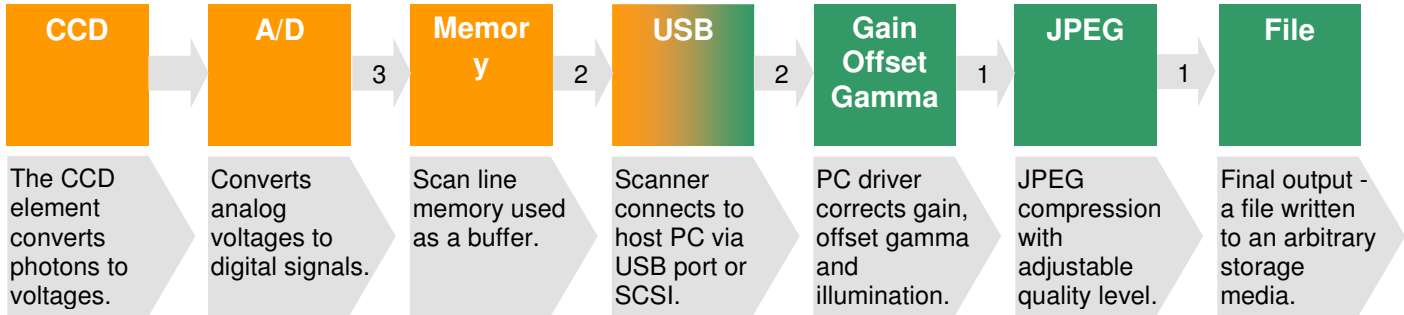 CCD
A/D
Memor
y
USB
Gain
Offset
Gamma
JPEG
File
3
2
2
1
1
The CCD
element
converts
photons to
voltages.
Converts
analog
voltages to
digital signals.
Scan line
memory used
as a buffer.
Scanner
connects to
host PC via
USB port or
SCSI.
PC driver
corrects gain,
offset gamma
and
illumination.
JPEG
compression
with
adjustable
quality level.
Final output -
a file written
to an arbitrary
storage
media.